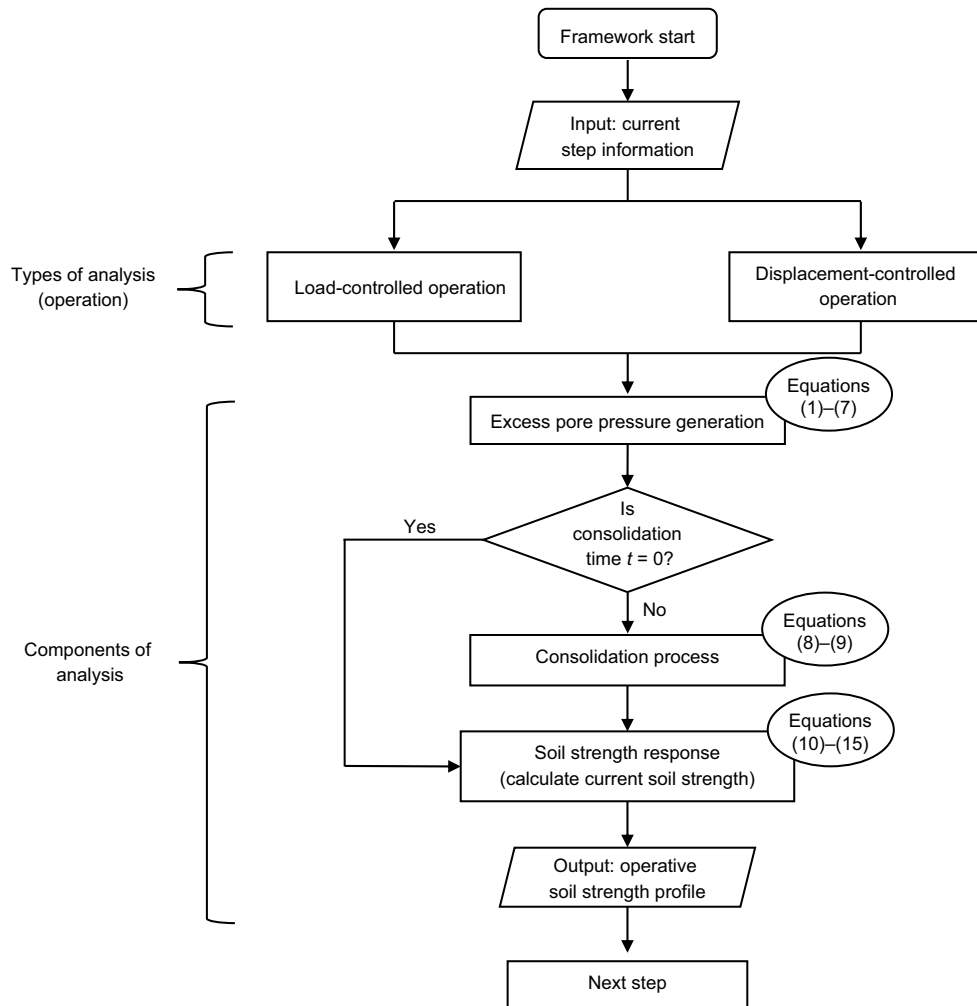 Framework start
Input: current
step information
Types of analysis
(operation)
Load-controlled operation
Displacement-controlled
operation
Equations
(1)–(7)
Excess pore pressure generation
Is
consolidation
time t = 0?
Yes
No
Equations
(8)–(9)
Consolidation process
Components of
analysis
Equations
(10)–(15)
Soil strength response
(calculate current soil strength)
Output: operative
soil strength profile
Next step